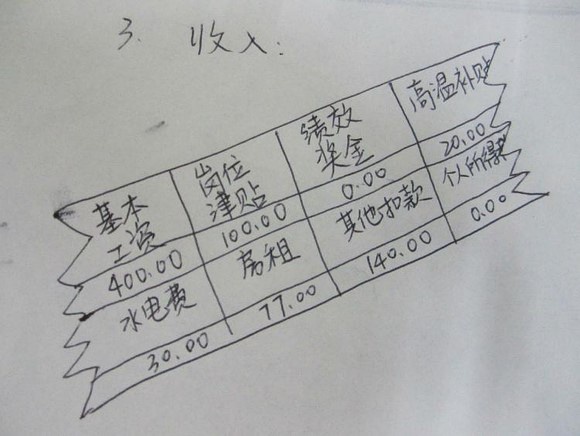 3. 收入:
基本工资 岗位津贴 绩效奖金 高温补贴
400.00 100.00 0.00 20.00
水电费 房租 其他扣款 个人所得
30.00 77.00 140.00 0.00